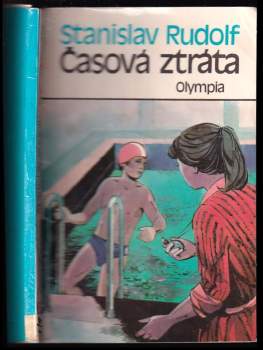 Stanislav Rudolf
Časová ztráta
Olympia